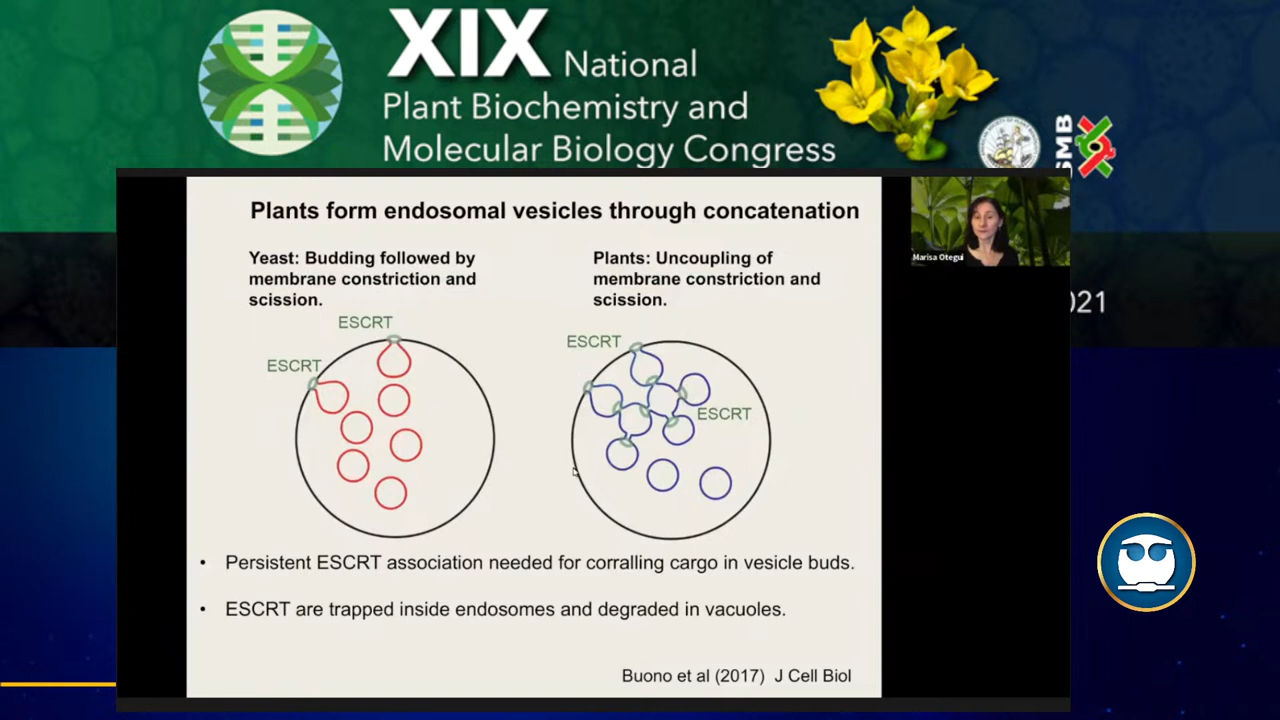 XIX National
Plant Biochemistry and
Molecular Biology Congress
SMB
Plants form endosomal vesicles through concatenation
Yeast: Budding followed by
membrane constriction and
scission.
Plants: Uncoupling of
membrane constriction and
scission.
ESCRT
ESCRT
ESCRT
ESCRT
• Persistent ESCRT association needed for corralling cargo in vesicle buds.
• ESCRT are trapped inside endosomes and degraded in vacuoles.
Buono et al (2017) J Cell Biol
Marisa Otegui
021